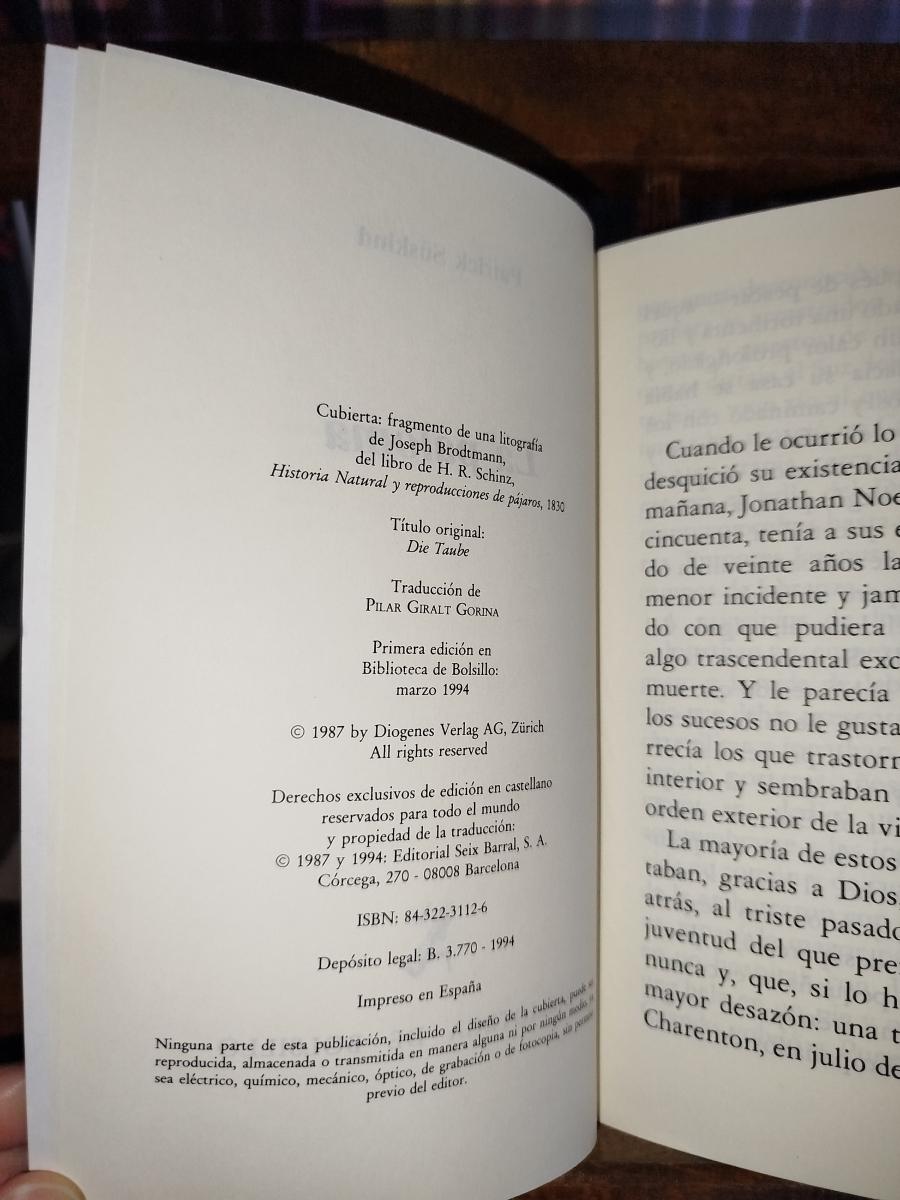 Cubierta: fragmento de una litografía
de Joseph Brodtmann,
del libro de H. R. Schinz,
Historia Natural y reproducciones de pájaros, 1830
Título original:
Die Taube
Traducción de
PILAR GIRALT GORINA
Primera edición en
Biblioteca de Bolsillo:
marzo 1994
© 1987 by Diogenes Verlag AG, Zürich
All rights reserved
Derechos exclusivos de edición en castellano
reservados para todo el mundo
y propiedad de la traducción:
© 1987 y 1994: Editorial Seix Barral, S. A.
Córcega, 270 - 08008 Barcelona
ISBN: 84-322-3112-6
Depósito legal: B. 3.770 - 1994
Impreso en España
Ninguna parte de esta publicación, incluido el diseño de la cubierta, puede ser
reproducida, almacenada o transmitida en manera alguna ni por ningún medio, ya
sea eléctrico, químico, mecánico, óptico, de grabación o de fotocopia, sin permiso
previo del editor.
Cuando le ocurrió lo
desquició su existencia
mañana, Jonathan Noe
cincuenta, tenía a sus
do de veinte años la
menor incidente y jam
do con que pudiera
algo trascendental exc
muerte. Y le parecía
los sucesos no le gusta
rrecía los que trastorn
interior y sembraban
orden exterior de la vi
La mayoría de estos
taban, gracias a Dios,
atrás, al triste pasado
juventud del que pre
nunca y, que, si lo h
mayor desazón: una t
Charenton, en julio de